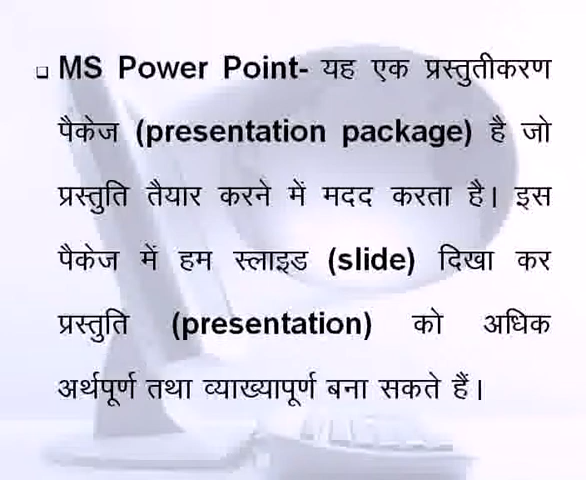 ❑ MS Power Point- यह एक प्रस्तुतीकरण
पैकेज (presentation package) है जो
प्रस्तुति तैयार करने में मदद करता है। इस
पैकेज में हम स्लाइड (slide) दिखा कर
प्रस्तुति (presentation) को अधिक
अर्थपूर्ण तथा व्याख्यापूर्ण बना सकते हैं।